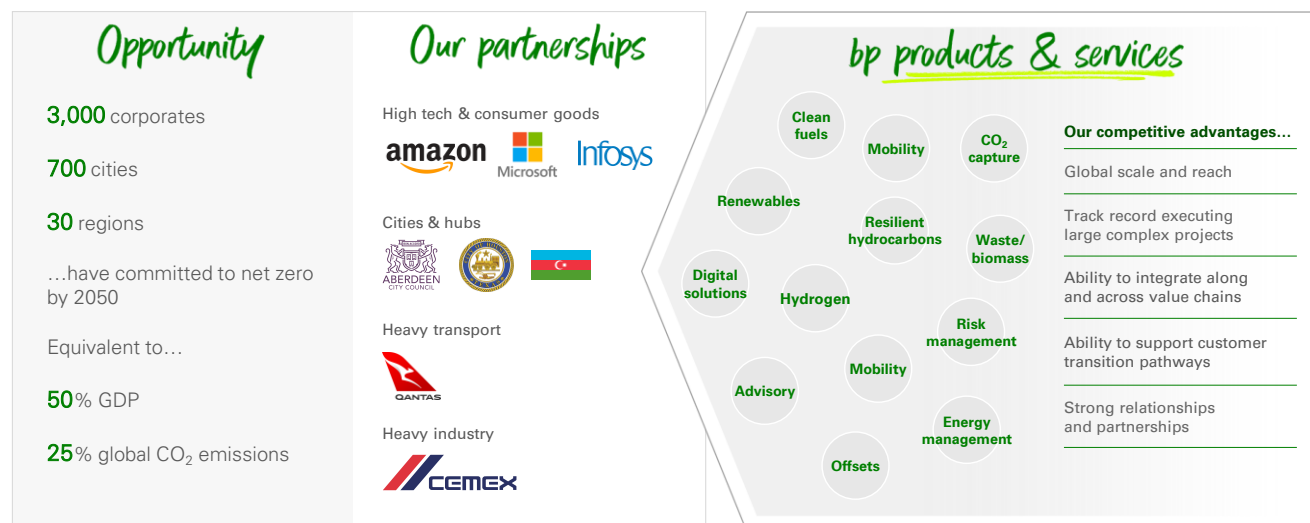 Opportunity
3,000 corporates
700 cities
30 regions
…have committed to net zero
by 2050
Equivalent to…
50% GDP
25% global CO₂ emissions
Our partnerships
High tech & consumer goods
amazon
Microsoft
Infosys
Cities & hubs
ABERDEEN
CITY COUNCIL
Heavy transport
QANTAS
Heavy industry
CEMEX
bp products & services
Clean
fuels
Mobility
CO₂
capture
Renewables
Resilient
hydrocarbons
Waste/
biomass
Digital
solutions
Hydrogen
Risk
management
Mobility
Advisory
Energy
management
Offsets
Our competitive advantages…
Global scale and reach
Track record executing
large complex projects
Ability to integrate along
and across value chains
Ability to support customer
transition pathways
Strong relationships
and partnerships